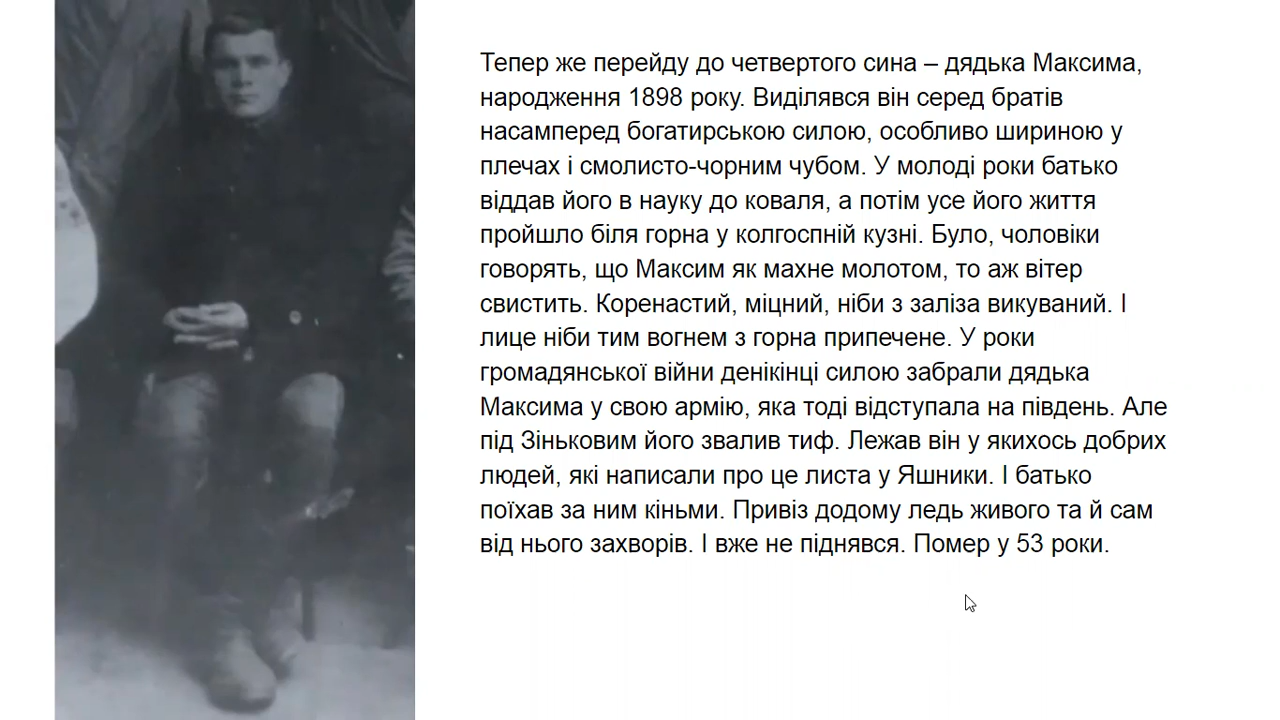 Тепер же перейду до четвертого сина – дядька Максима,
народження 1898 року. Виділявся він серед братів
насамперед богатирською силою, особливо шириною у
плечах і смолисто-чорним чубом. У молоді роки батько
віддав його в науку до коваля, а потім усе його життя
пройшло біля горна у колгоспній кузні. Було, чоловіки
говорять, що Максим як махне молотом, то аж вітер
свистить. Коренастий, міцний, ніби з заліза викуваний. І
лице ніби тим вогнем з горна припечене. У роки
громадянської війни денікінці силою забрали дядька
Максима у свою армію, яка тоді відступала на південь. Але
під Зіньковим його звалив тиф. Лежав він у якихось добрих
людей, які написали про це листа у Яшники. І батько
поїхав за ним кіньми. Привіз додому ледь живого та й сам
від нього захворів. І вже не піднявся. Помер у 53 роки.